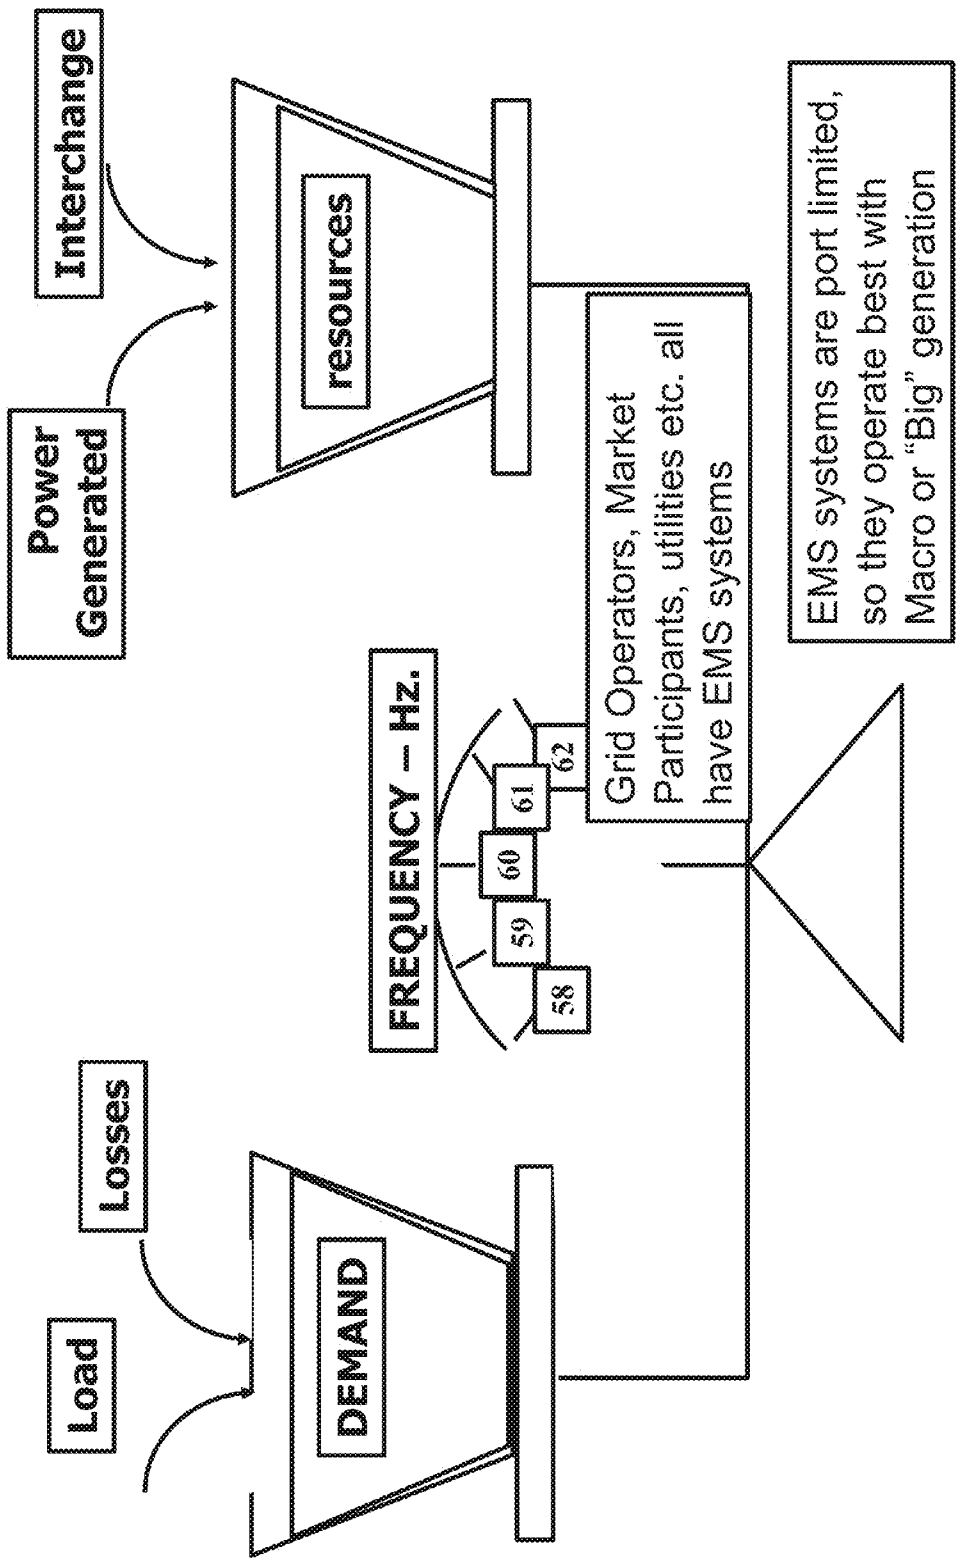 Load
Losses
DEMAND
FREQUENCY – Hz.
58
59
60
61
62
Power
Generated
Interchange
resources
Grid Operators, Market
Participants, utilities etc. all
have EMS systems
EMS systems are port limited,
so they operate best with
Macro or “Big” generation